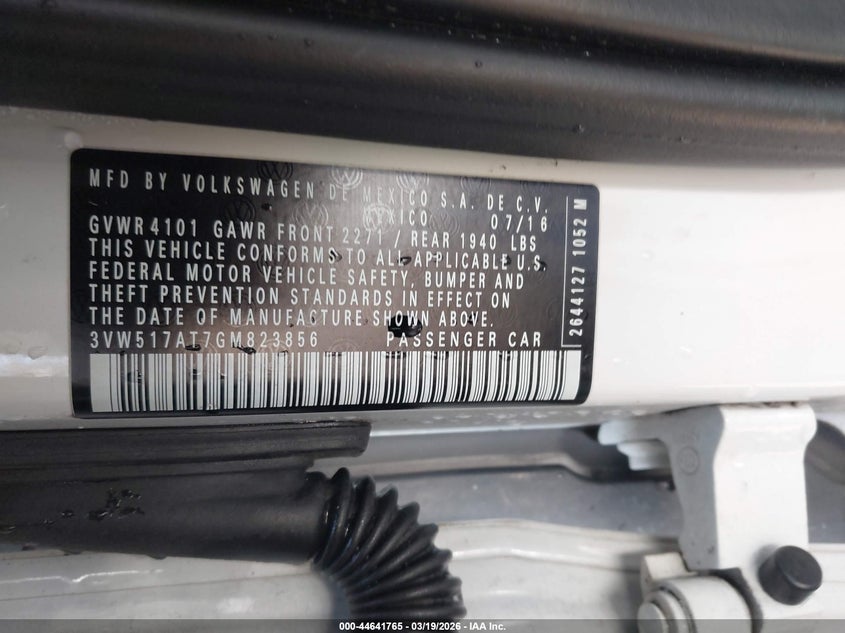 MFD BY VOLKSWAGEN DE MEXICO S.A. DE C.V.
07/16
GVWR 4101 GAWR FRONT 2271 / REAR 1940 LBS
THIS VEHICLE CONFORMS TO ALL APPLICABLE U.S.
FEDERAL MOTOR VEHICLE SAFETY, BUMPER AND
THEFT PREVENTION STANDARDS IN EFFECT ON
THE DATE OF MANUFACTURE SHOWN ABOVE.
3VW517AT7GM823856 PASSENGER CAR
2644127 1052 M
000-44641765 - 03/19/2026 - IAA Inc.